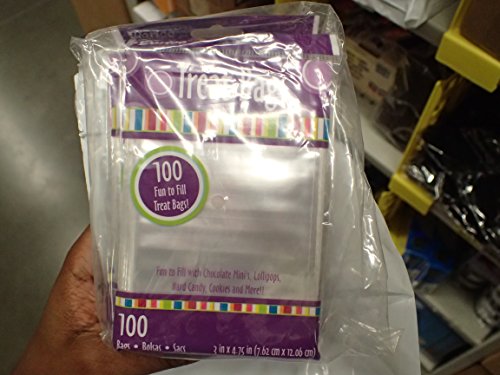 Treat Bags
100
Fun to Fill
Treat Bags!
Fun to Fill with Chocolate Mini's, Lollipops,
Hard Candy, Cookies and More!!
100
Bags • Bolsas • Sacs
3 in x 4.75 in (7.62 cm x 12.06 cm)